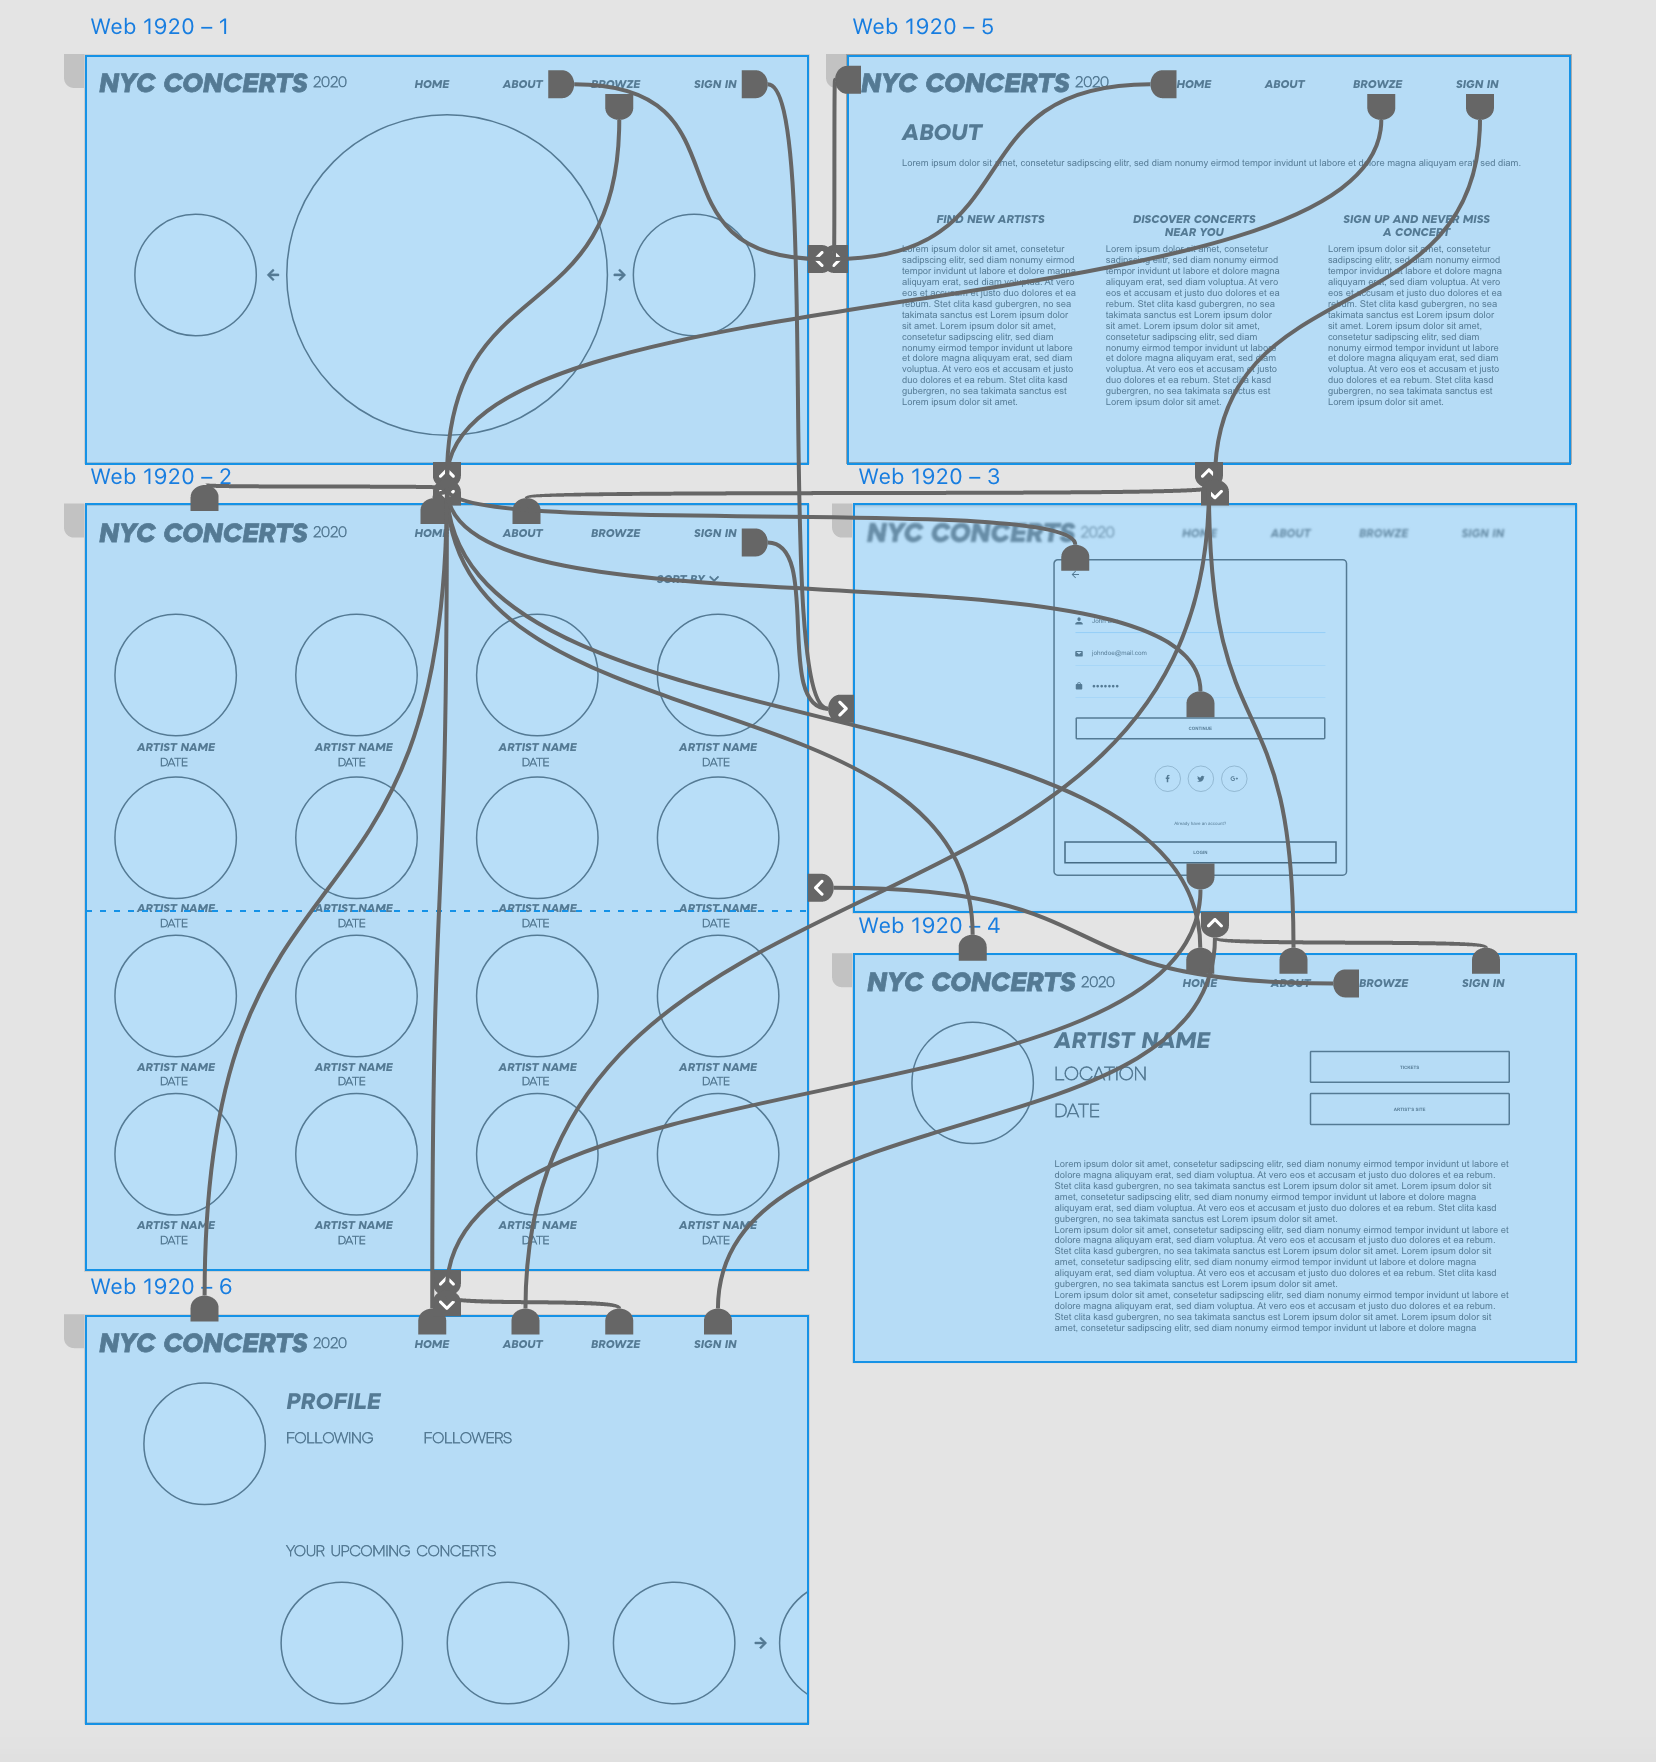 Web 1920 – 1
NYC CONCERTS 2020 HOME ABOUT BROWZE SIGN IN
Web 1920 – 5
NYC CONCERTS 2020 HOME ABOUT BROWZE SIGN IN
ABOUT
Lorem ipsum dolor sit amet, consetetur sadipscing elitr, sed diam nonumy eirmod tempor invidunt ut labore et dolore magna aliquyam erat, sed diam.
FIND NEW ARTISTS
Lorem ipsum dolor sit amet, consetetur
sadipscing elitr, sed diam nonumy eirmod
tempor invidunt ut labore et dolore magna
aliquyam erat, sed diam voluptua. At vero
eos et accusam et justo duo dolores et ea
rebum. Stet clita kasd gubergren, no sea
takimata sanctus est Lorem ipsum dolor
sit amet. Lorem ipsum dolor sit amet,
consetetur sadipscing elitr, sed diam
nonumy eirmod tempor invidunt ut labore
et dolore magna aliquyam erat, sed diam
voluptua. At vero eos et accusam et justo
duo dolores et ea rebum. Stet clita kasd
gubergren, no sea takimata sanctus est
Lorem ipsum dolor sit amet.
DISCOVER CONCERTS
NEAR YOU
Lorem ipsum dolor sit amet, consetetur
sadipscing elitr, sed diam nonumy eirmod
tempor invidunt ut labore et dolore magna
aliquyam erat, sed diam voluptua. At vero
eos et accusam et justo duo dolores et ea
rebum. Stet clita kasd gubergren, no sea
takimata sanctus est Lorem ipsum dolor
sit amet. Lorem ipsum dolor sit amet,
consetetur sadipscing elitr, sed diam
nonumy eirmod tempor invidunt ut labore
et dolore magna aliquyam erat, sed diam
voluptua. At vero eos et accusam et justo
duo dolores et ea rebum. Stet clita kasd
gubergren, no sea takimata sanctus est
Lorem ipsum dolor sit amet.
SIGN UP AND NEVER MISS
A CONCERT
Lorem ipsum dolor sit amet, consetetur
sadipscing elitr, sed diam nonumy eirmod
tempor invidunt ut labore et dolore magna
aliquyam erat, sed diam voluptua. At vero
eos et accusam et justo duo dolores et ea
rebum. Stet clita kasd gubergren, no sea
takimata sanctus est Lorem ipsum dolor
sit amet. Lorem ipsum dolor sit amet,
consetetur sadipscing elitr, sed diam
nonumy eirmod tempor invidunt ut labore
et dolore magna aliquyam erat, sed diam
voluptua. At vero eos et accusam et justo
duo dolores et ea rebum. Stet clita kasd
gubergren, no sea takimata sanctus est
Lorem ipsum dolor sit amet.
Web 1920 – 2
NYC CONCERTS 2020 HOME ABOUT BROWZE SIGN IN
SORT BY
ARTIST NAME ARTIST NAME ARTIST NAME ARTIST NAME
DATE DATE DATE DATE
ARTIST NAME ARTIST NAME ARTIST NAME ARTIST NAME
DATE DATE DATE DATE
ARTIST NAME ARTIST NAME ARTIST NAME ARTIST NAME
DATE DATE DATE DATE
ARTIST NAME ARTIST NAME ARTIST NAME ARTIST NAME
DATE DATE DATE DATE
Web 1920 – 3
NYC CONCERTS 2020 HOME ABOUT BROWZE SIGN IN
johndoe@mail.com
CONTINUE
f G+
Already have an account?
LOGIN
Web 1920 – 4
NYC CONCERTS 2020 HOME ABOUT BROWZE SIGN IN
ARTIST NAME
LOCATION
DATE
TICKETS
ARTIST'S SITE
Lorem ipsum dolor sit amet, consetetur sadipscing elitr, sed diam nonumy eirmod tempor invidunt ut labore et
dolore magna aliquyam erat, sed diam voluptua. At vero eos et accusam et justo duo dolores et ea rebum.
Stet clita kasd gubergren, no sea takimata sanctus est Lorem ipsum dolor sit amet. Lorem ipsum dolor sit
amet, consetetur sadipscing elitr, sed diam nonumy eirmod tempor invidunt ut labore et dolore magna
aliquyam erat, sed diam voluptua. At vero eos et accusam et justo duo dolores et ea rebum. Stet clita kasd
gubergren, no sea takimata sanctus est Lorem ipsum dolor sit amet.
Lorem ipsum dolor sit amet, consetetur sadipscing elitr, sed diam nonumy eirmod tempor invidunt ut labore et
dolore magna aliquyam erat, sed diam voluptua. At vero eos et accusam et justo duo dolores et ea rebum.
Stet clita kasd gubergren, no sea takimata sanctus est Lorem ipsum dolor sit amet. Lorem ipsum dolor sit
amet, consetetur sadipscing elitr, sed diam nonumy eirmod tempor invidunt ut labore et dolore magna
aliquyam erat, sed diam voluptua. At vero eos et accusam et justo duo dolores et ea rebum. Stet clita kasd
gubergren, no sea takimata sanctus est Lorem ipsum dolor sit amet.
Lorem ipsum dolor sit amet, consetetur sadipscing elitr, sed diam nonumy eirmod tempor invidunt ut labore et
dolore magna aliquyam erat, sed diam voluptua. At vero eos et accusam et justo duo dolores et ea rebum.
Stet clita kasd gubergren, no sea takimata sanctus est Lorem ipsum dolor sit amet. Lorem ipsum dolor sit
amet, consetetur sadipscing elitr, sed diam nonumy eirmod tempor invidunt ut labore et dolore magna
Web 1920 – 6
NYC CONCERTS 2020 HOME ABOUT BROWZE SIGN IN
PROFILE
FOLLOWING FOLLOWERS
YOUR UPCOMING CONCERTS